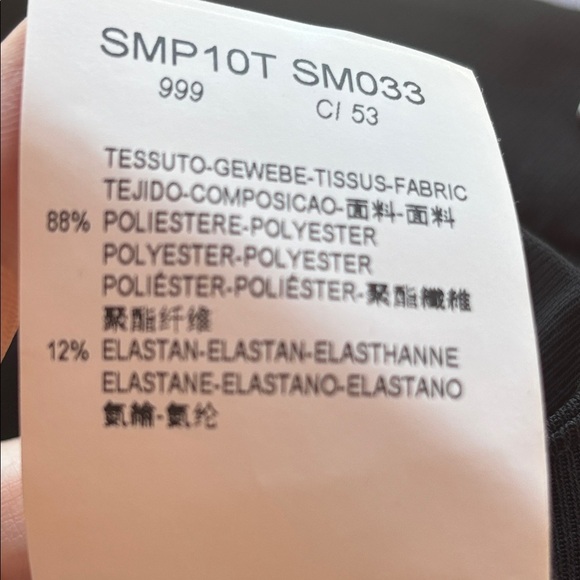 SMP10T SM033
999 C/ 53
TESSUTO-GEWEBE-TISSUS-FABRIC
TEJIDO-COMPOSICAO-面料-面料
88% POLIESTERE-POLYESTER
POLYESTER-POLYESTER
POLIÉSTER-POLIÉSTER-聚酯纖維
聚酯纤维
12% ELASTAN-ELASTAN-ELASTHANNE
ELASTANE-ELASTANO-ELASTANO
氨綸-氨纶